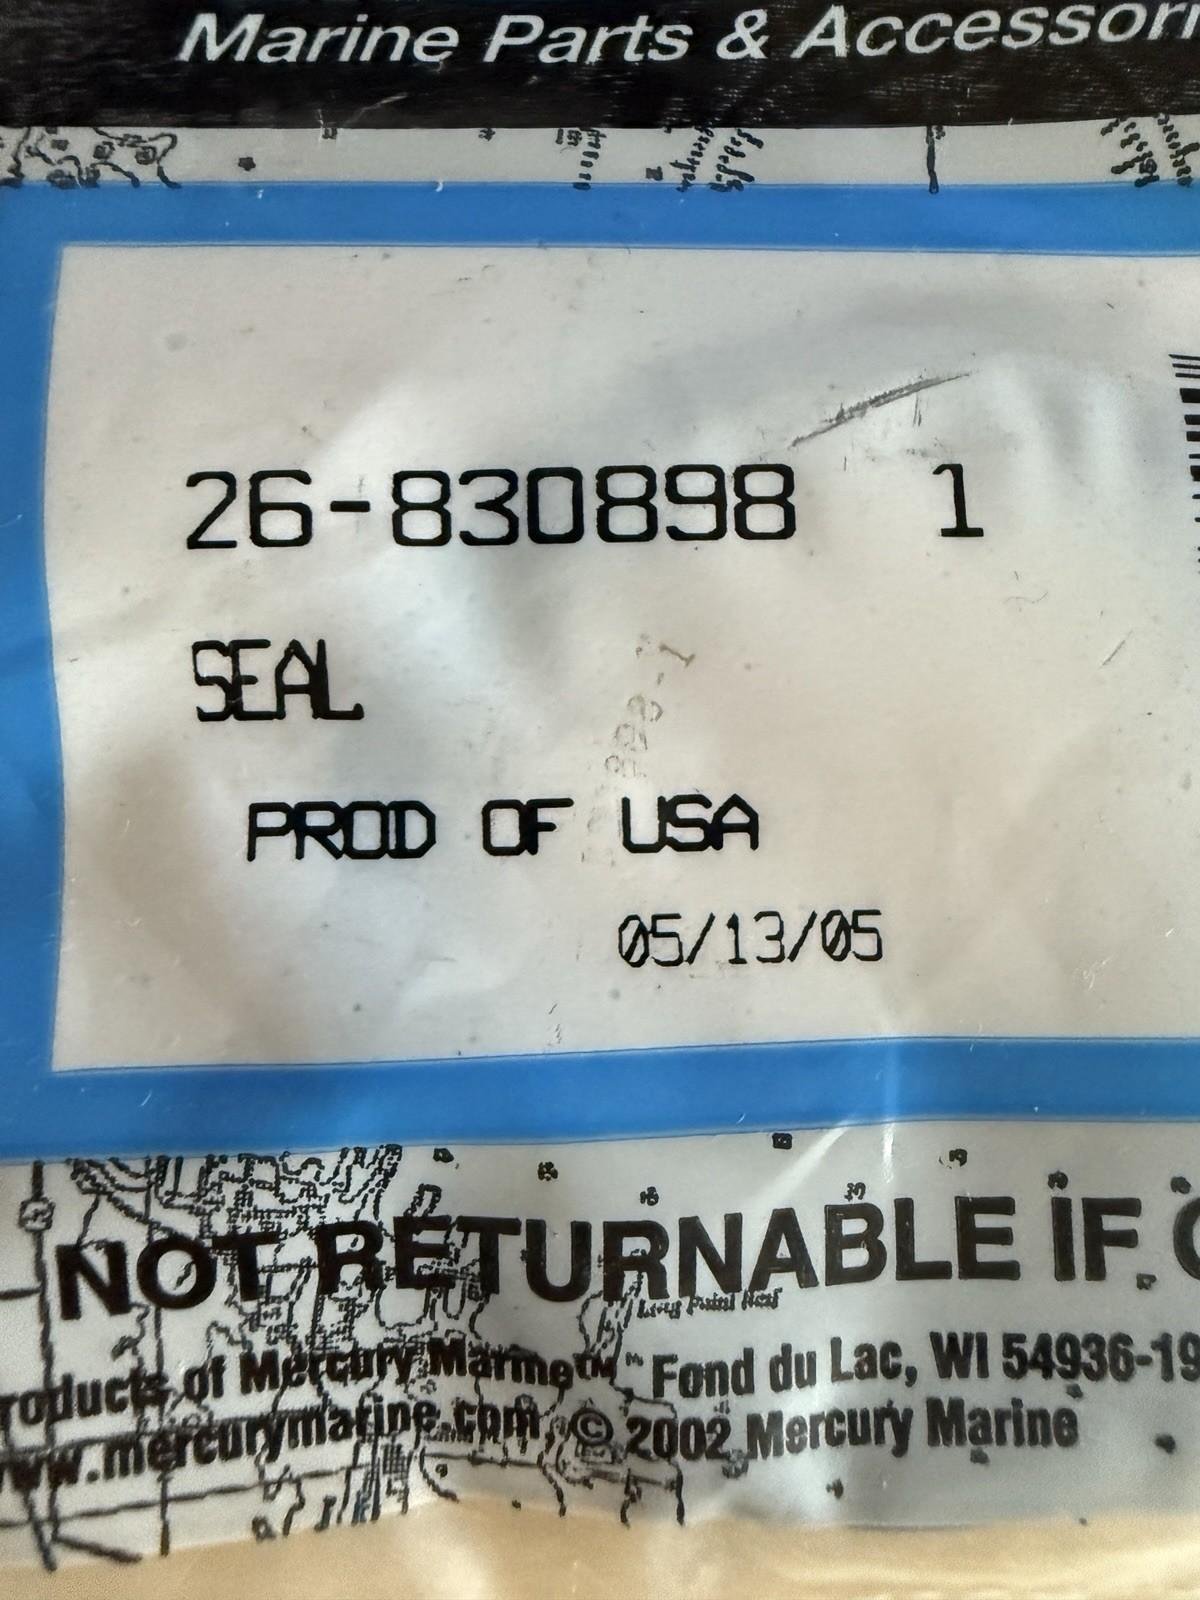 Marine Parts & Accessori
26-830898 1
SEAL
PROD OF USA
05/13/05
NOT RETURNABLE IF
roducts of Mercury Marine™ Fond du Lac, WI 54936-19
www.mercurymarine.com © 2002 Mercury Marine